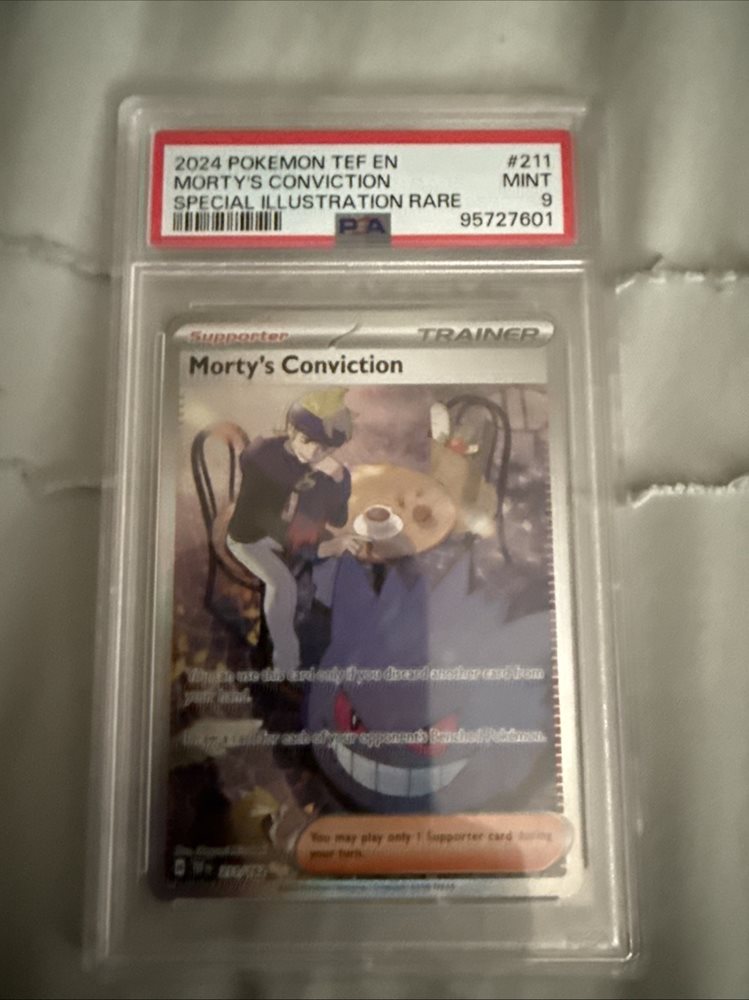 2024 POKEMON TEF EN #211
MORTY'S CONVICTION MINT
SPECIAL ILLUSTRATION RARE 9
PSA 95727601
Supporter TRAINER
Morty's Conviction
You can use this card only if you discard another card from
your hand.
card for each of your opponent's Benched Pokémon.
You may play only 1 Supporter card during
your turn.